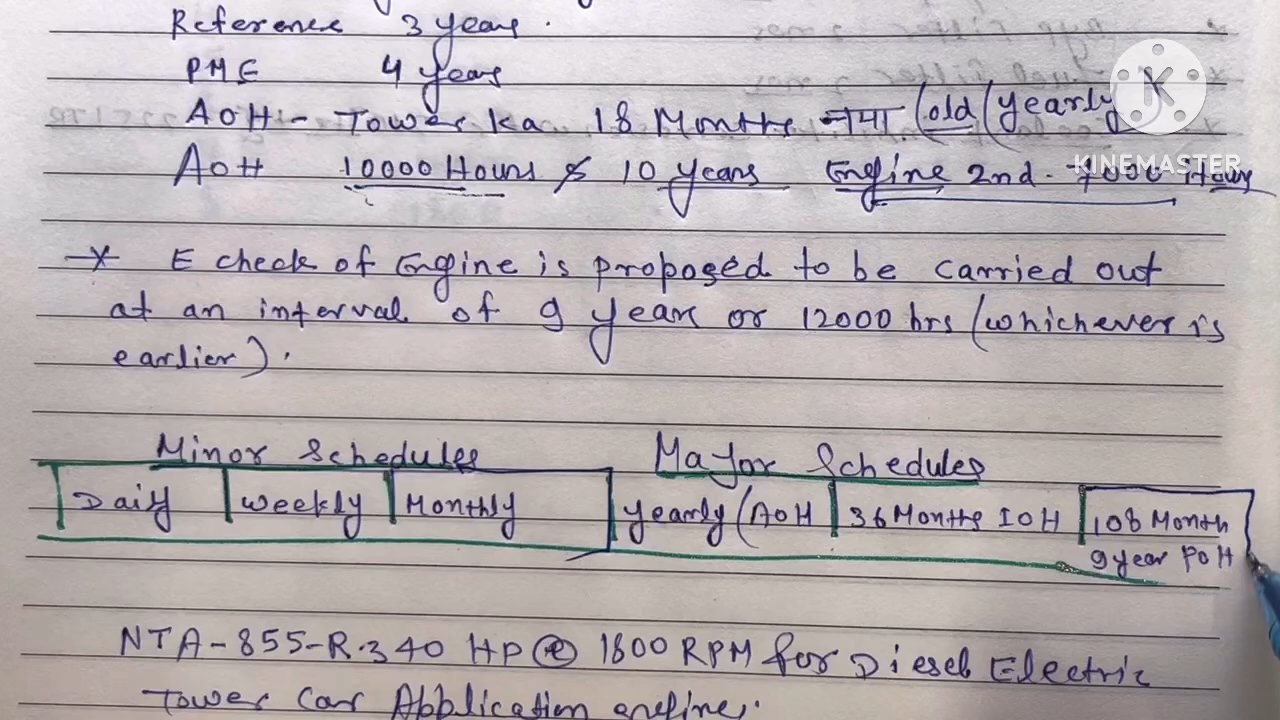 Reference 3 years.
PME 4 years
AOH - Tower Ka 18 Months नया (old (yearly)
AOH 10000 Hours & 10 years Engine 2nd - 7000 Hours
K
KINEMASTER
* E check of Engine is proposed to be carried out
at an interval of 9 years or 12000 hrs (whichever is
earlier).
Minor Schedules Major Schedules
Daily weekly Monthly yearly (AOH 36 Months IOH 108 Month
9 year POH
NTA-855-R.340 HP @ 1800 RPM for Diesel Electric
Tower Car Application engine.